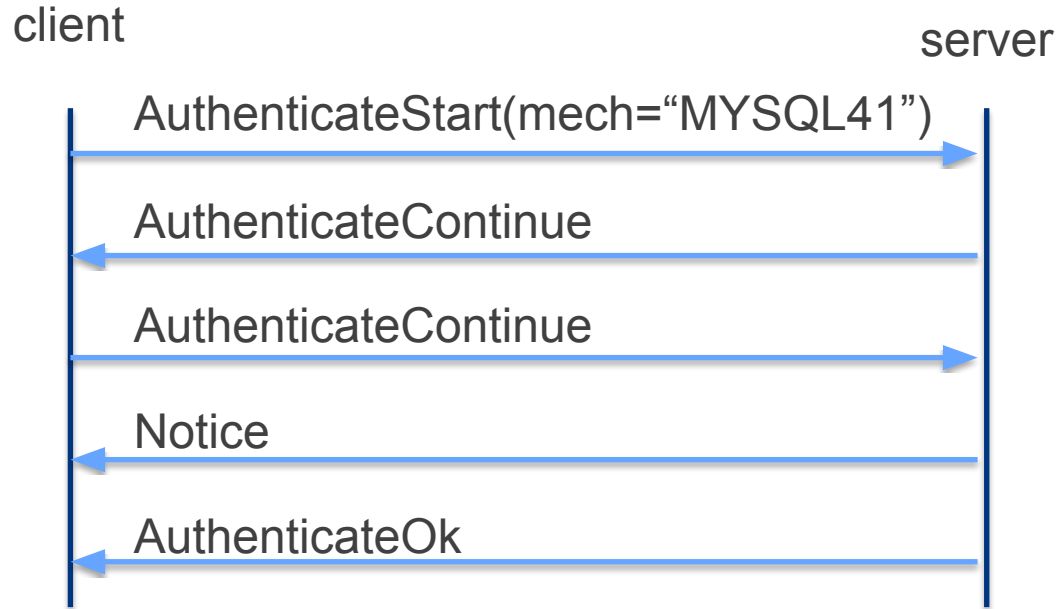 client
server
AuthenticateStart(mech=“MYSQL41”)
AuthenticateContinue
AuthenticateContinue
Notice
AuthenticateOk